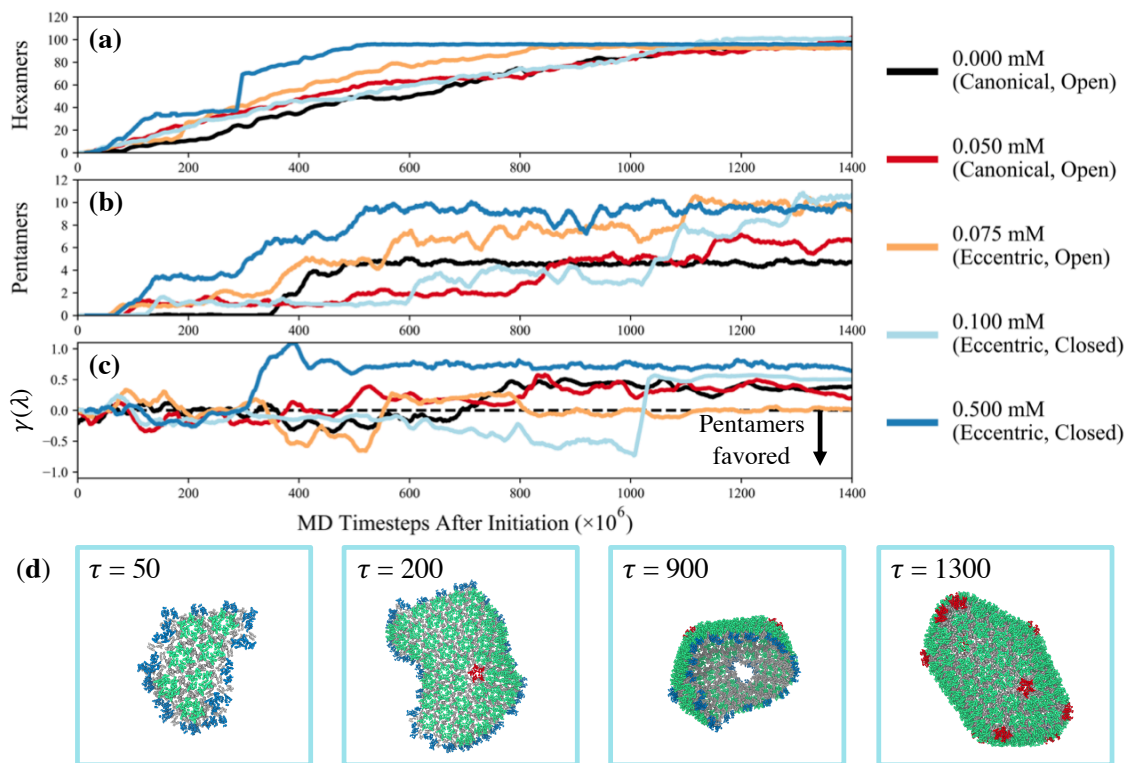 (a)
Hexamers
120
100
80
60
40
20
0
0 200 400 600 800 1000 1200 1400
(b)
Pentamers
12
10
8
6
4
2
0
0 200 400 600 800 1000 1200 1400
(c)
γ(λ)
1.0
0.5
0.0
−0.5
−1.0
Pentamers
favored
0 200 400 600 800 1000 1200 1400
MD Timesteps After Initiation (×10⁶)
0.000 mM
(Canonical, Open)
0.050 mM
(Canonical, Open)
0.075 mM
(Eccentric, Open)
0.100 mM
(Eccentric, Closed)
0.500 mM
(Eccentric, Closed)
(d)
τ = 50
τ = 200
τ = 900
τ = 1300